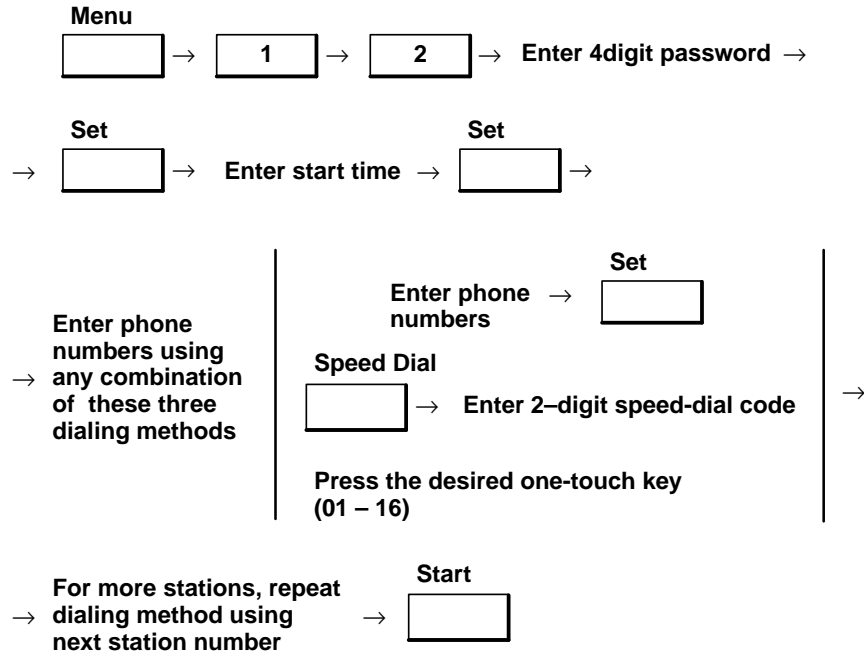 Menu
→ 1 → 2 → Enter 4digit password →
Set Set
→ → Enter start time → →
Set
Enter phone →
numbers
Enter phone
numbers using
→ any combination
of these three
dialing methods
Speed Dial
→ Enter 2–digit speed-dial code
→
Press the desired one-touch key
(01 – 16)
For more stations, repeat
→ dialing method using →
next station number
Start